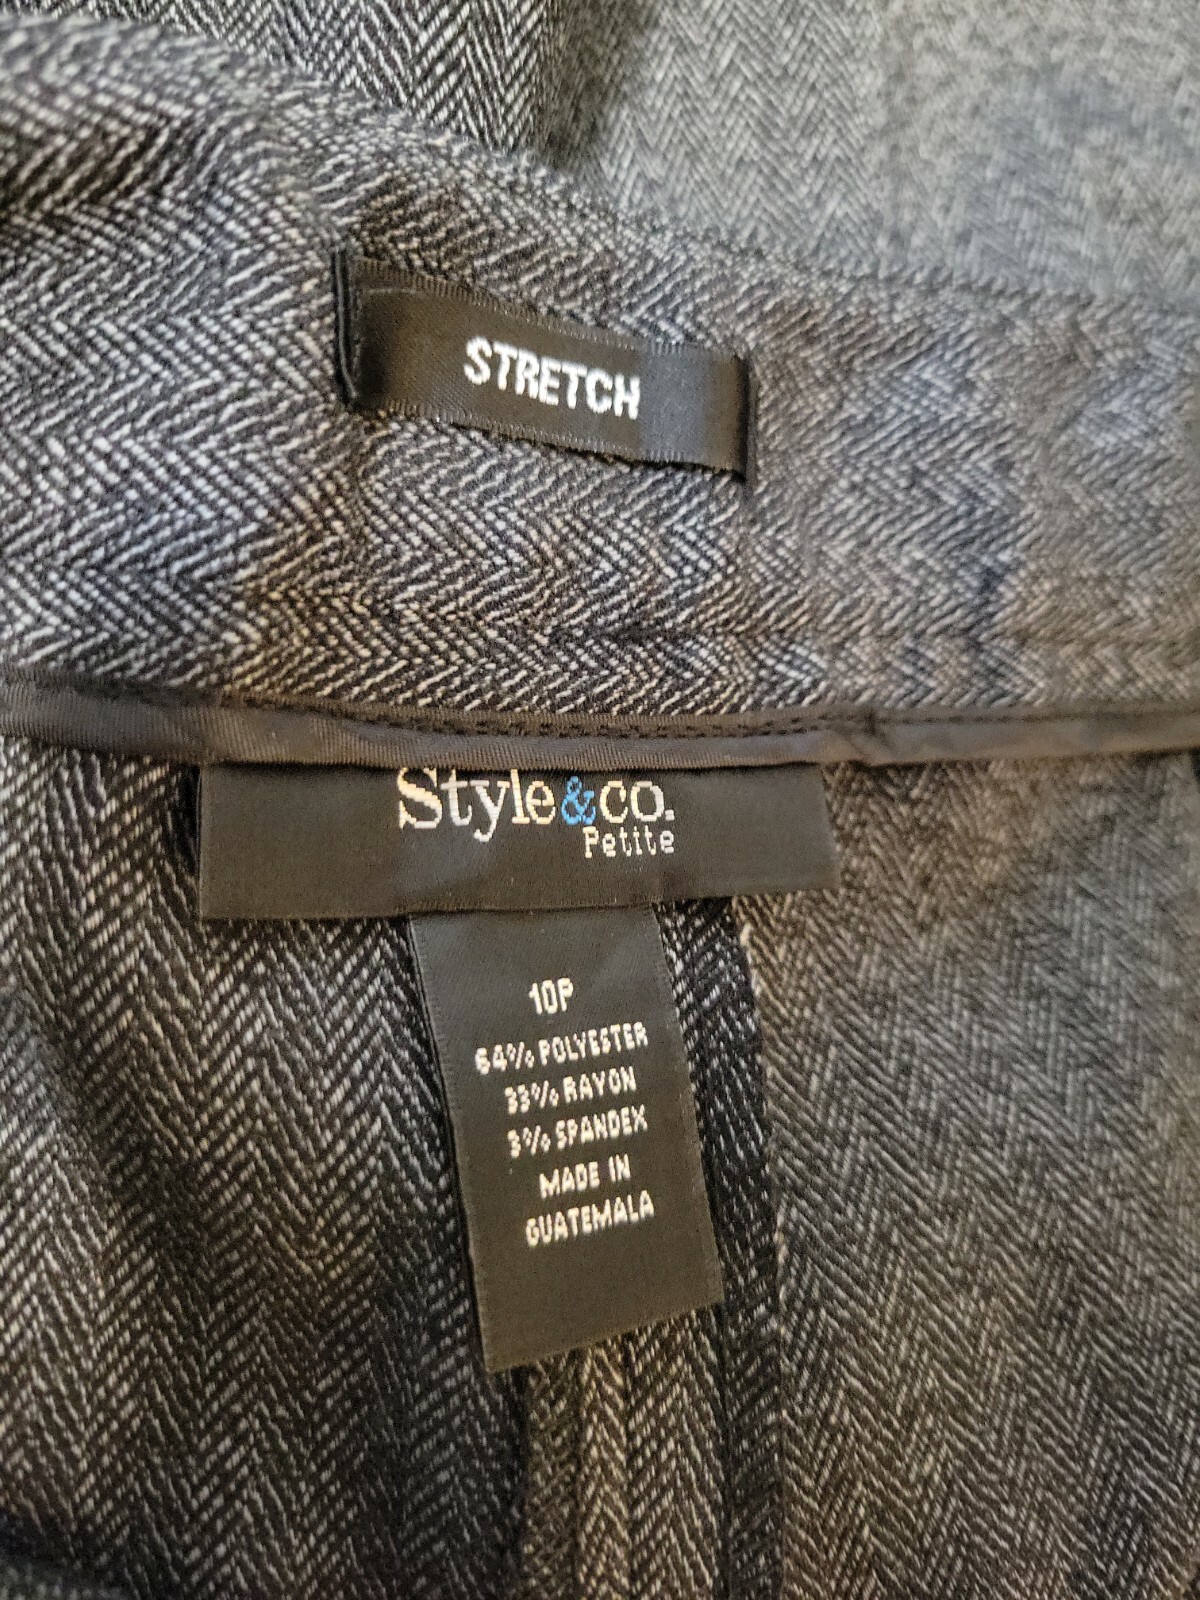 STRETCH
Style&co.
Petite
10P
64% POLYESTER
33% RAYON
3% SPANDEX
MADE IN
GUATEMALA